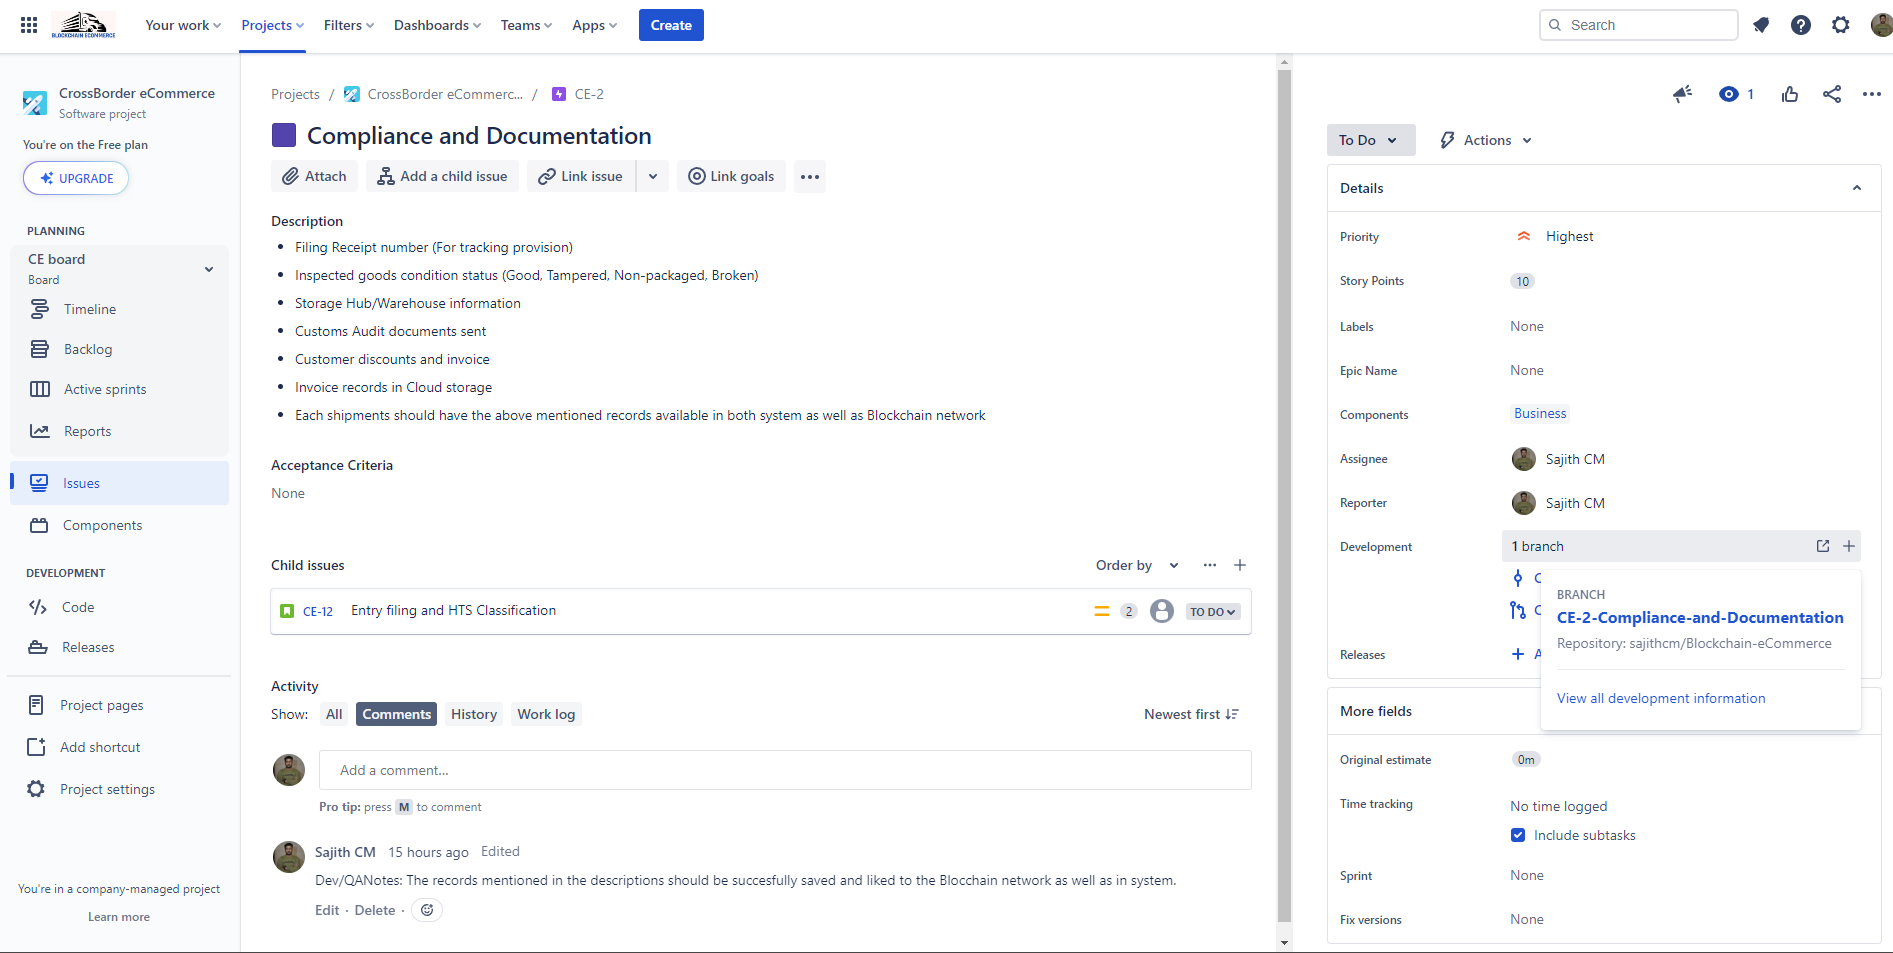 BLOCKCHAIN ECOMMERCE
Your work
Projects
Filters
Dashboards
Teams
Apps
Create
Search
CrossBorder eCommerce
Software project
You're on the Free plan
UPGRADE
PLANNING
CE board
Board
Timeline
Backlog
Active sprints
Reports
Issues
Components
DEVELOPMENT
Code
Releases
Project pages
Add shortcut
Project settings
You're in a company-managed project
Learn more
Projects / CrossBorder eCommerc... / CE-2
Compliance and Documentation
Attach
Add a child issue
Link issue
Link goals
Description
• Filing Receipt number (For tracking provision)
• Inspected goods condition status (Good, Tampered, Non-packaged, Broken)
• Storage Hub/Warehouse information
• Customs Audit documents sent
• Customer discounts and invoice
• Invoice records in Cloud storage
• Each shipments should have the above mentioned records available in both system as well as Blockchain network
Acceptance Criteria
None
Child issues
Order by
CE-12 Entry filing and HTS Classification 2 TO DO
Activity
Show: All Comments History Work log
Newest first
Add a comment...
Pro tip: press M to comment
Sajith CM 15 hours ago Edited
Dev/QANotes: The records mentioned in the descriptions should be succesfully saved and liked to the Blocchain network as well as in system.
Edit · Delete ·
1
To Do
Actions
Details
Priority Highest
Story Points 10
Labels None
Epic Name None
Components Business
Assignee Sajith CM
Reporter Sajith CM
Development 1 branch
C
C
BRANCH
CE-2-Compliance-and-Documentation
Repository: sajithcm/Blockchain-eCommerce
View all development information
Releases + A
More fields
Original estimate 0m
Time tracking No time logged
Include subtasks
Sprint None
Fix versions None